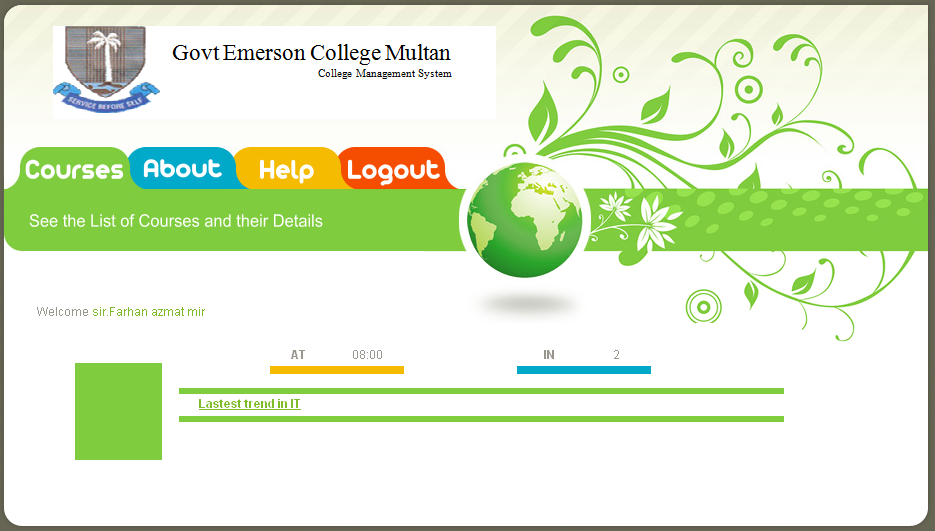 Govt Emerson College Multan
College Management System
SERVICE BEFORE SELF
Courses About Help Logout
See the List of Courses and their Details
Welcome sir.Farhan azmat mir
AT 08:00 IN 2
Lastest trend in IT